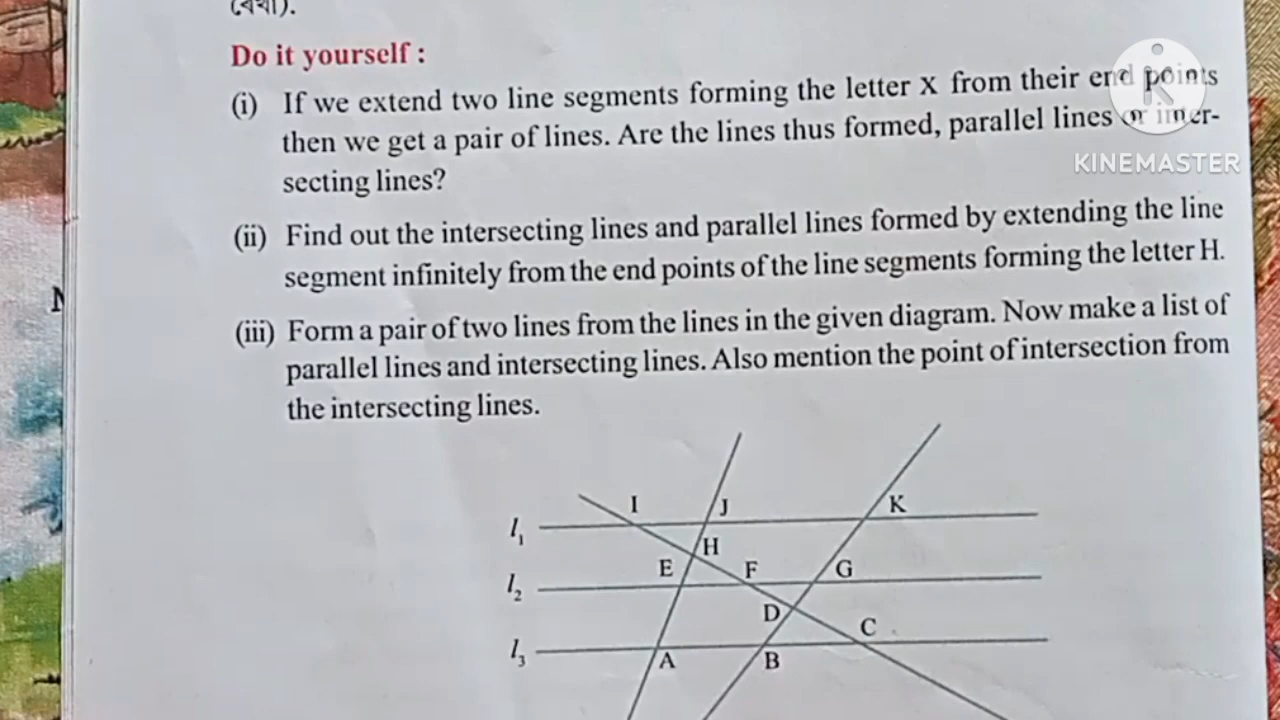 Do it yourself :
(i) If we extend two line segments forming the letter X from their end points
then we get a pair of lines. Are the lines thus formed, parallel lines or inter-
secting lines?
(ii) Find out the intersecting lines and parallel lines formed by extending the line
segment infinitely from the end points of the line segments forming the letter H.
(iii) Form a pair of two lines from the lines in the given diagram. Now make a list of
parallel lines and intersecting lines. Also mention the point of intersection from
the intersecting lines.
KINEMASTER
I J K
l₁
H
E F G
l₂
D
C
l₃
A B